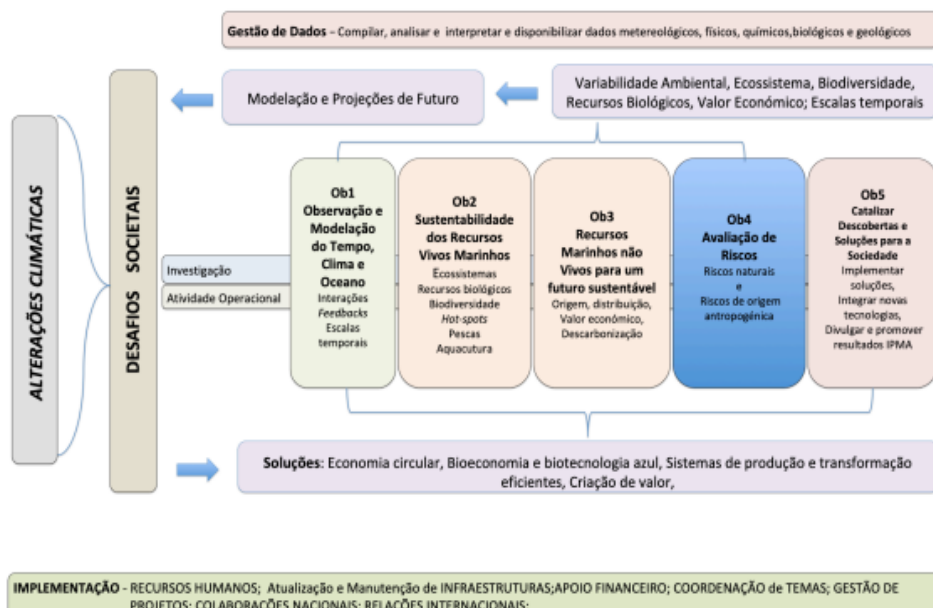 Gestão de Dados – Compilar, analisar e interpretar e disponibilizar dados metereológicos, físicos, químicos,biológicos e geológicos
Modelação e Projeções de Futuro
Variabilidade Ambiental, Ecossistema, Biodiversidade,
Recursos Biológicos, Valor Económico; Escalas temporais
ALTERAÇÕES CLIMÁTICAS
DESAFIOS SOCIETAIS
Investigação
Atividade Operacional
Ob1
Observação e
Modelação
do Tempo,
Clima e
Oceano
Interações
Feedbacks
Escalas
temporais
Ob2
Sustentabilidade
dos Recursos
Vivos Marinhos
Ecossistemas
Recursos biológicos
Biodiversidade
Hot-spots
Pescas
Aquacutura
Ob3
Recursos
Marinhos não
Vivos para um
futuro sustentável
Origem, distribuição,
Valor económico,
Descarbonização
Ob4
Avaliação de
Riscos
Riscos naturais
e
Riscos de origem
antropogénica
Ob5
Catalizar
Descobertas e
Soluções para a
Sociedade
Implementar
soluções,
Integrar novas
tecnologias,
Divulgar e promover
resultados IPMA
Soluções: Economia circular, Bioeconomia e biotecnologia azul, Sistemas de produção e transformação
eficientes, Criação de valor,
IMPLEMENTAÇÃO - RECURSOS HUMANOS; Atualização e Manutenção de INFRAESTRUTURAS;APOIO FINANCEIRO; COORDENAÇÃO de TEMAS; GESTÃO DE
PROJETOS; COLABORAÇÕES NACIONAIS; RELAÇÕES INTERNACIONAIS;